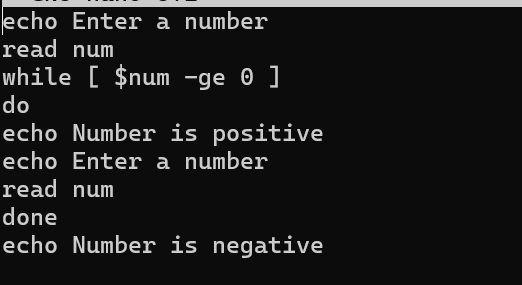 echo Enter a number
read num
while [ $num -ge 0 ]
do
echo Number is positive
echo Enter a number
read num
done
echo Number is negative